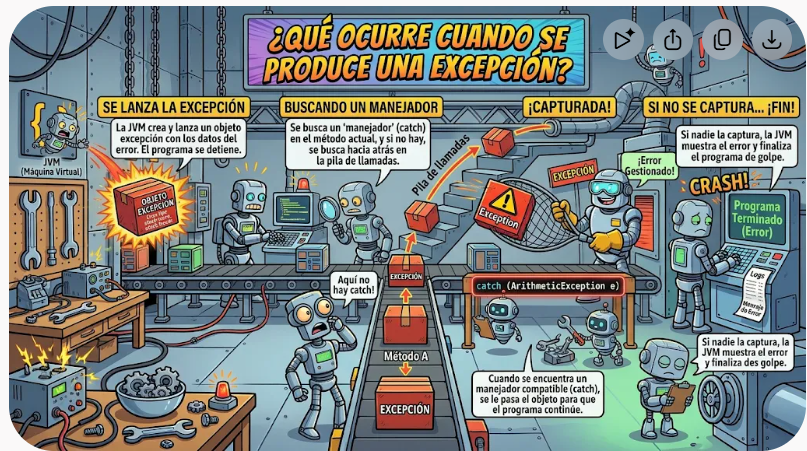 ¿QUÉ OCURRE CUANDO SE
PRODUCE UNA EXCEPCIÓN?
SE LANZA LA EXCEPCIÓN
La JVM crea y lanza un objeto
excepción con los datos del
error. El programa se detiene.
JVM
(Máquina Virtual)
OBJETO
EXCEPCIÓN
BUSCANDO UN MANEJADOR
Se busca un 'manejador' (catch)
en el método actual, y si no hay,
se busca hacia atrás en
la pila de llamadas.
Pila de llamadas
Aquí no
hay catch!
EXCEPCIÓN
Método A
EXCEPCIÓN
¡CAPTURADA!
EXCEPCIÓN
Exception
¡Error
Gestionado!
catch (ArithmeticException e)
Cuando se encuentra un
manejador compatible (catch),
se le pasa el objeto para que
el programa continúe.
SI NO SE CAPTURA... ¡FIN!
Si nadie la captura, la JVM
muestra el error y finaliza
el programa de golpe.
CRASH!
Programa
Terminado
(Error)
Logs
Mensaje
do Error
Si nadie la captura, la
JVM muestra el error
y finaliza des golpe.